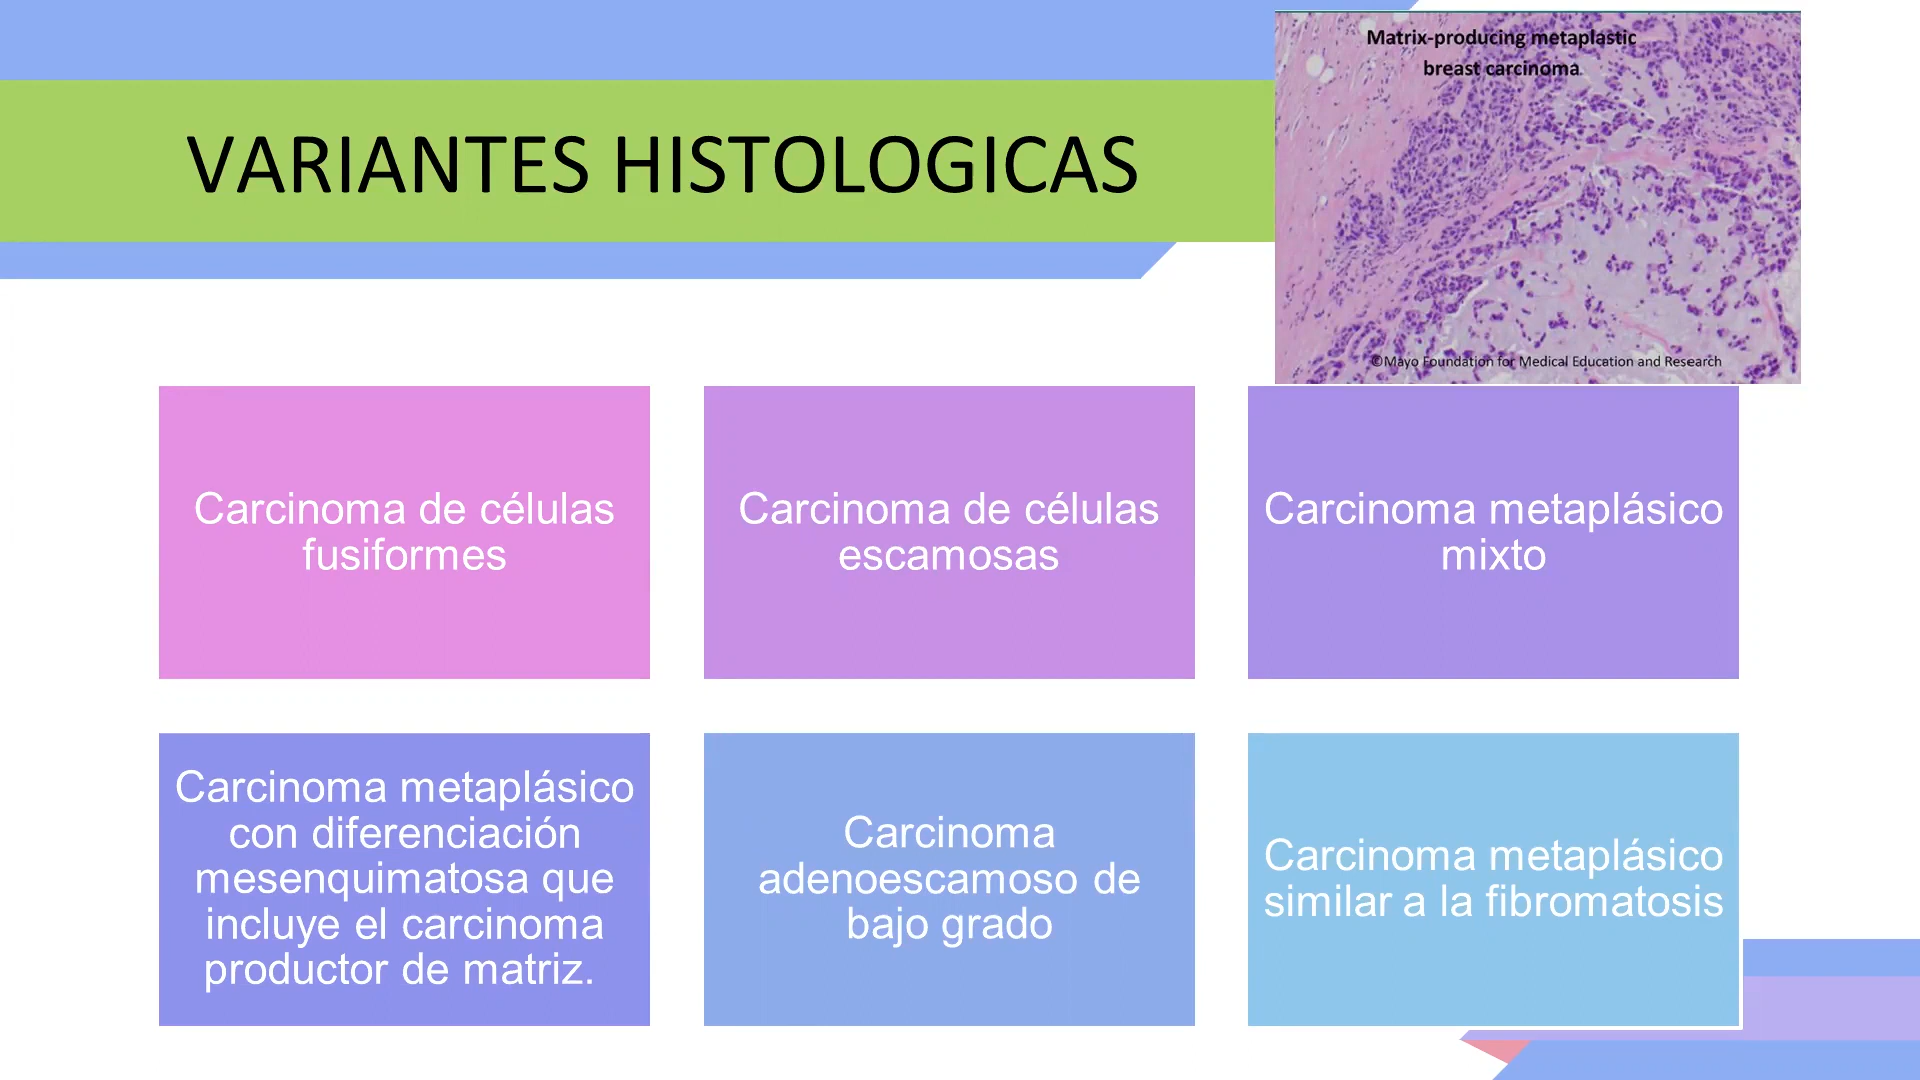 Matrix-producing metaplastic
breast carcinoma
VARIANTES HISTOLOGICAS
©Mayo Foundation for Medical Education and Research
Carcinoma de células
fusiformes
Carcinoma de células
escamosas
Carcinoma metaplásico
mixto
Carcinoma metaplásico
con diferenciación
mesenquimatosa que
incluye el carcinoma
productor de matriz.
Carcinoma
adenoescamoso de
bajo grado
Carcinoma metaplásico
similar a la fibromatosis